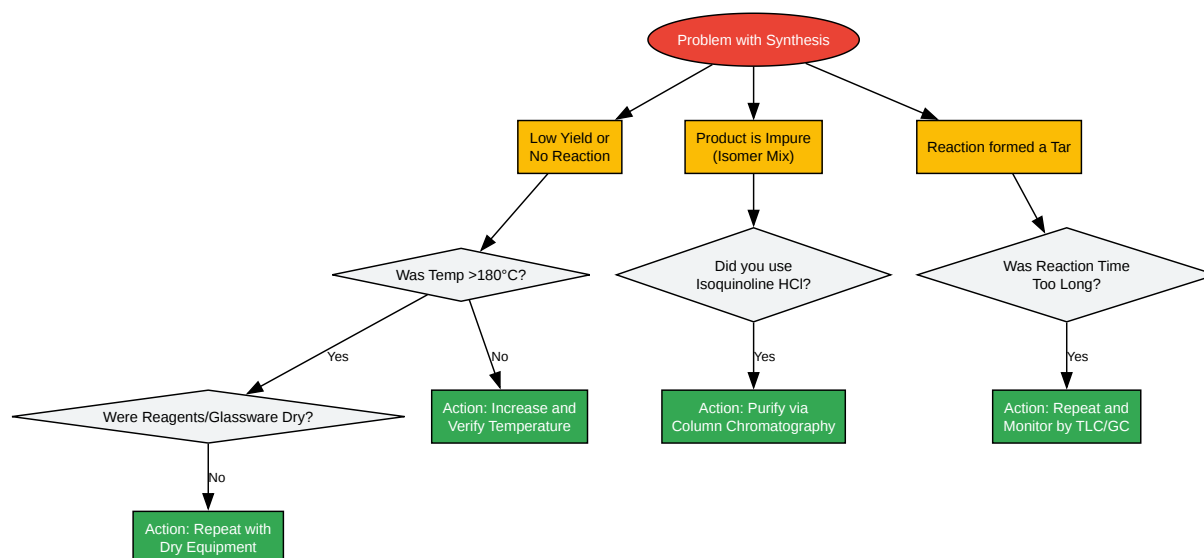 Problem with Synthesis
Low Yield or
No Reaction
Product is Impure
(Isomer Mix)
Reaction formed a Tar
Was Temp >180°C?
Did you use
Isoquinoline HCl?
Was Reaction Time
Too Long?
Yes
No
Yes
Yes
Were Reagents/Glassware Dry?
Action: Increase and
Verify Temperature
Action: Purify via
Column Chromatography
Action: Repeat and
Monitor by TLC/GC
No
Action: Repeat with
Dry Equipment